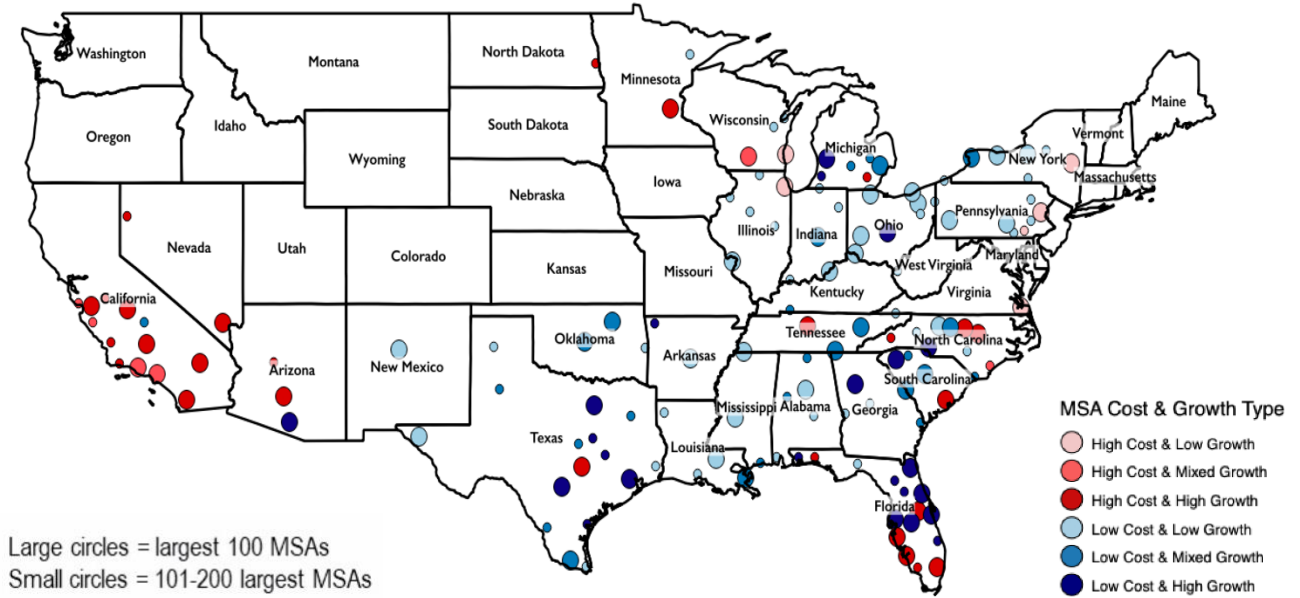 Washington
Montana
North Dakota
Minnesota
Maine
Oregon
Idaho
South Dakota
Wisconsin
Michigan
Vermont
New York
Massachusetts
Wyoming
Nebraska
Iowa
Nevada
Utah
Colorado
Illinois
Indiana
Ohio
Pennsylvania
Kansas
Missouri
West Virginia
Maryland
California
Kentucky
Virginia
Arizona
New Mexico
Oklahoma
Arkansas
Tennessee
North Carolina
South Carolina
Mississippi
Alabama
Georgia
Texas
Louisiana
Florida
MSA Cost & Growth Type
High Cost & Low Growth
High Cost & Mixed Growth
High Cost & High Growth
Low Cost & Low Growth
Low Cost & Mixed Growth
Low Cost & High Growth
Large circles = largest 100 MSAs
Small circles = 101-200 largest MSAs